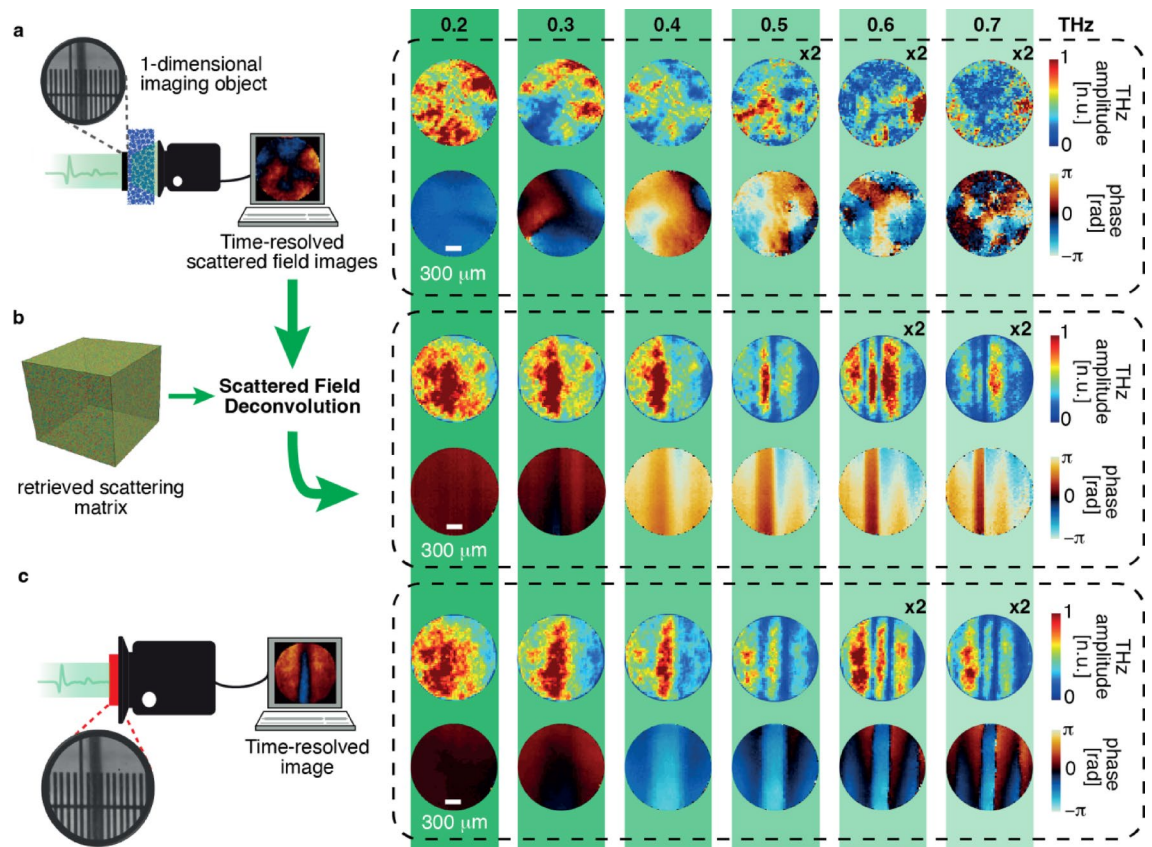 0.2 0.3 0.4 0.5 0.6 0.7 THz
a
1-dimensional
imaging object
Time-resolved
scattered field images
x2 x2 x2
1
THz
amplitude
[n.u.]
0
π
phase
[rad]
0
−π
300 μm
b
retrieved scattering
matrix
Scattered Field
Deconvolution
x2 x2
1
THz
amplitude
[n.u.]
0
π
phase
[rad]
0
−π
300 μm
c
Time-resolved
image
x2 x2
1
THz
amplitude
[n.u.]
0
π
phase
[rad]
0
−π
300 μm